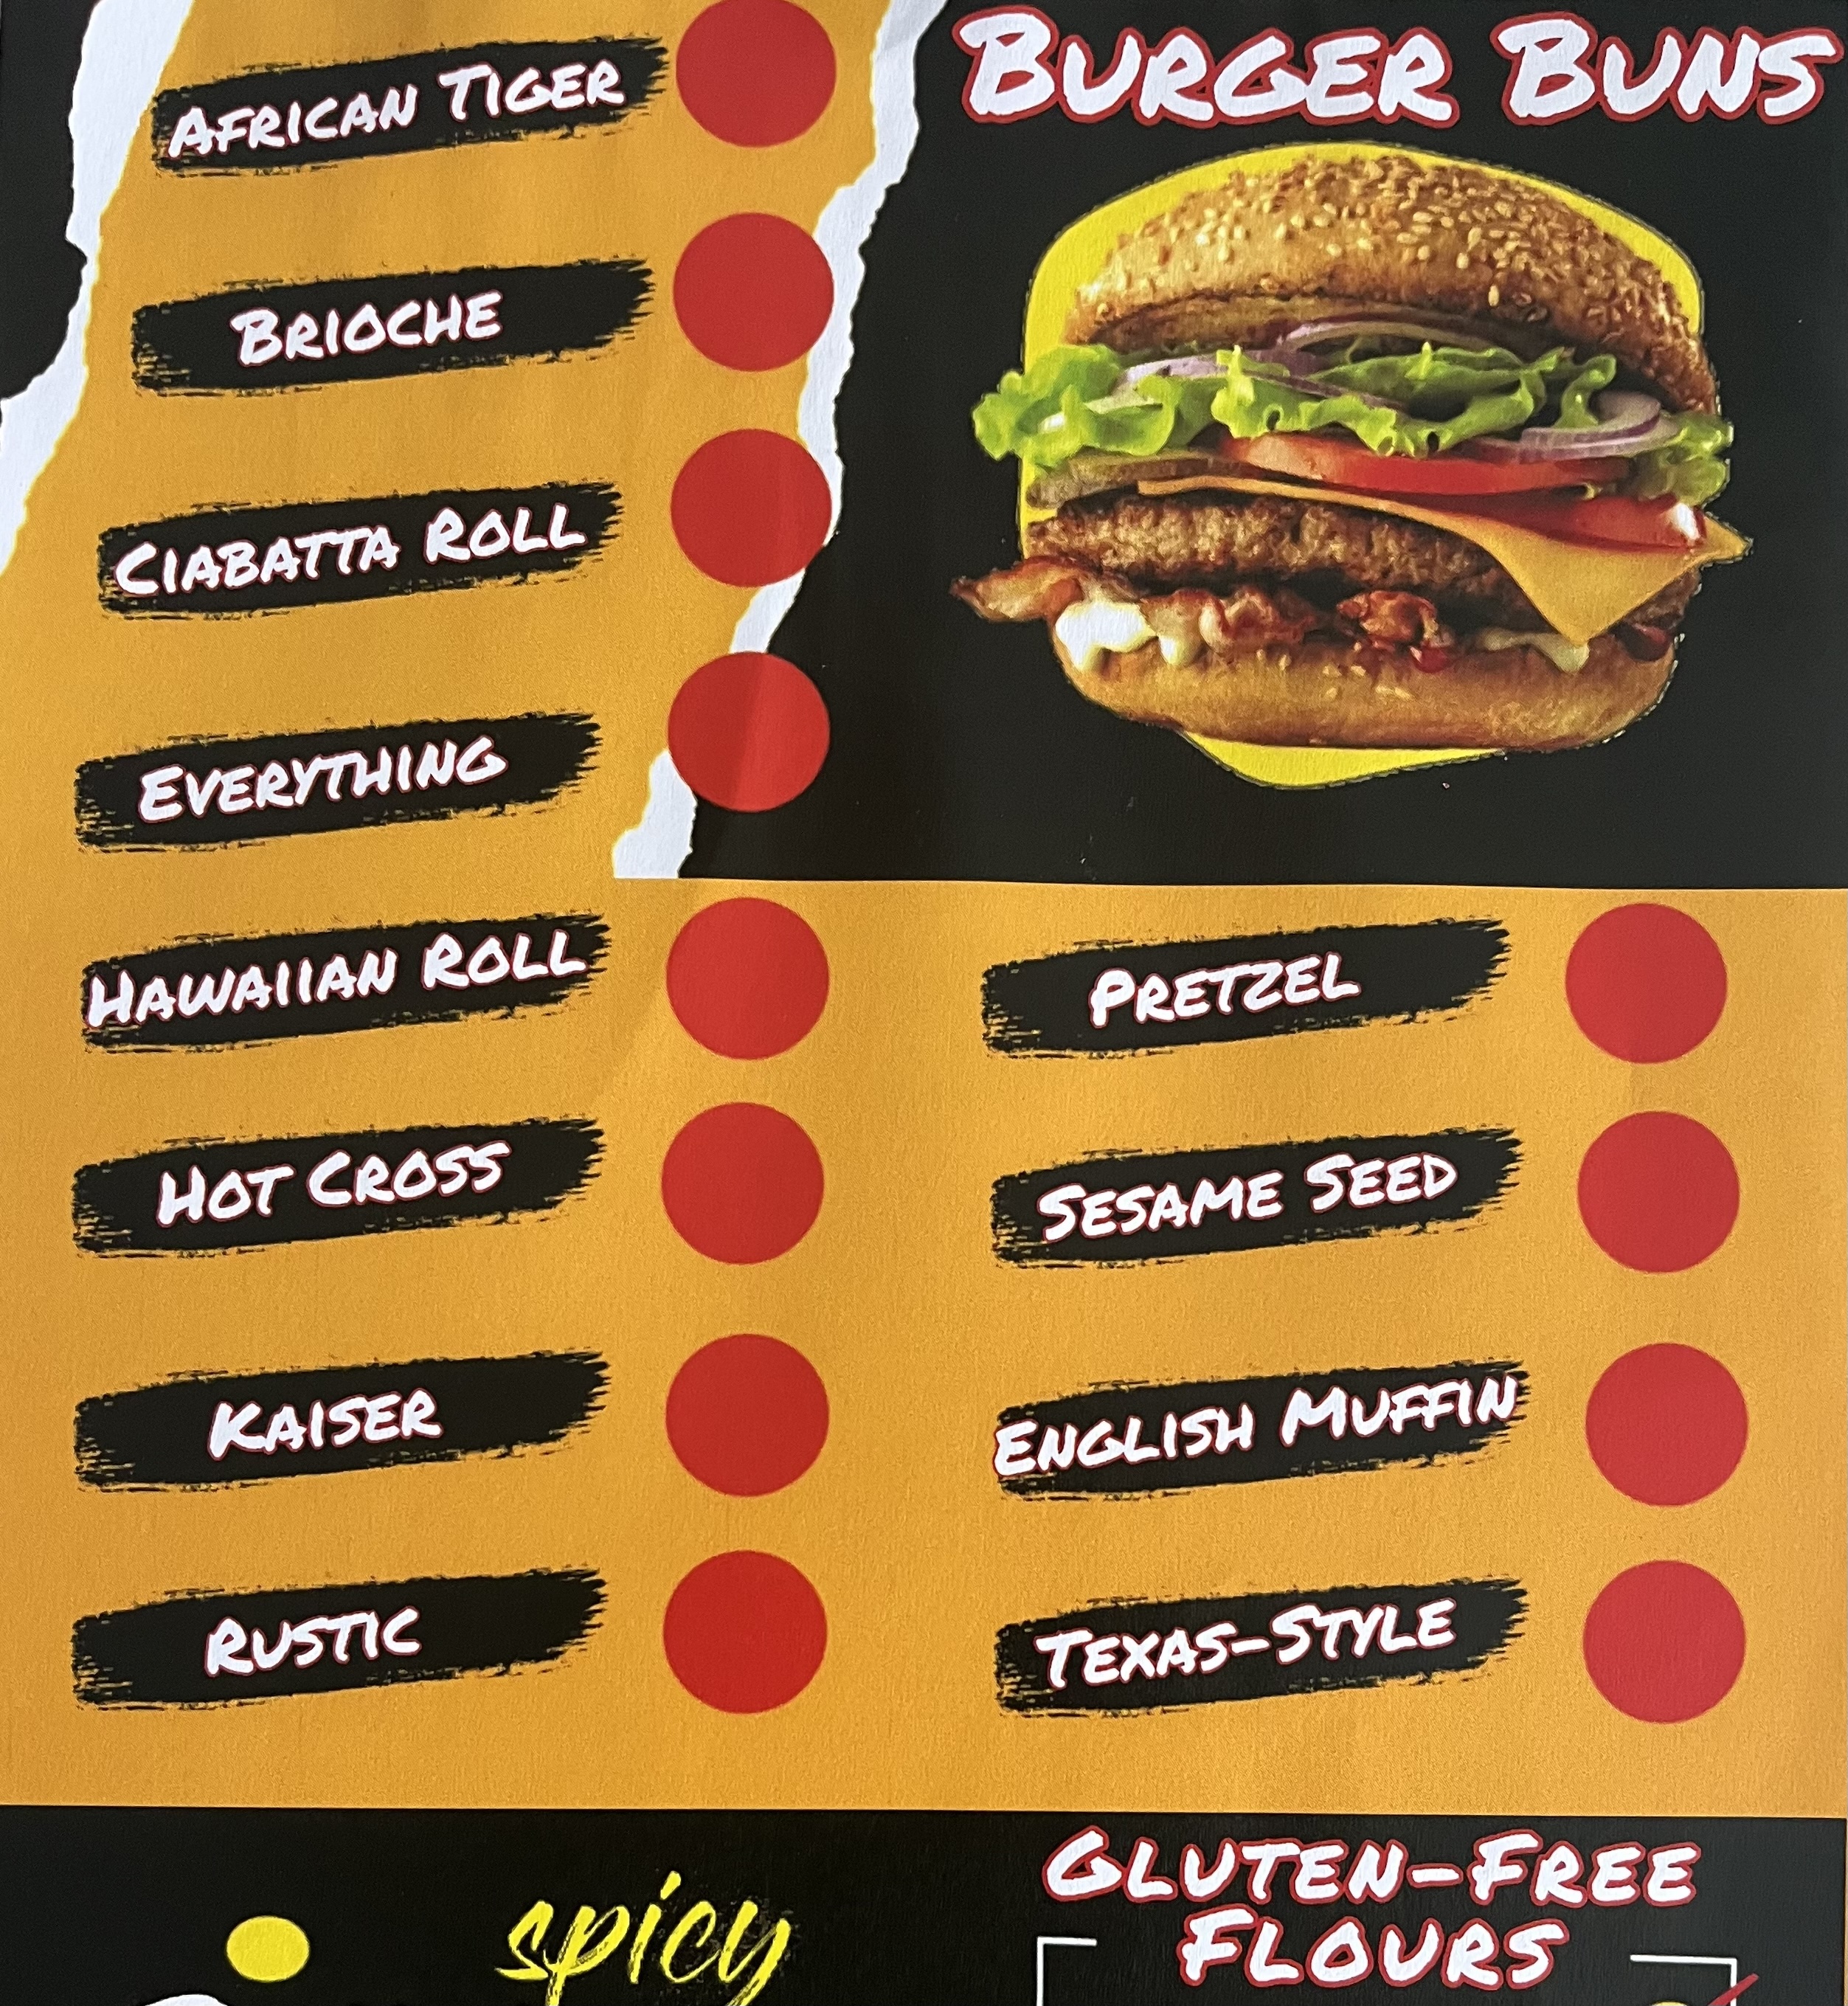 Burger Buns
African Tiger
Brioche
Ciabatta Roll
Everything
Hawaiian Roll
Hot Cross
Kaiser
Rustic
Pretzel
Sesame Seed
English Muffin
Texas-Style
spicy
Gluten-Free
Flours